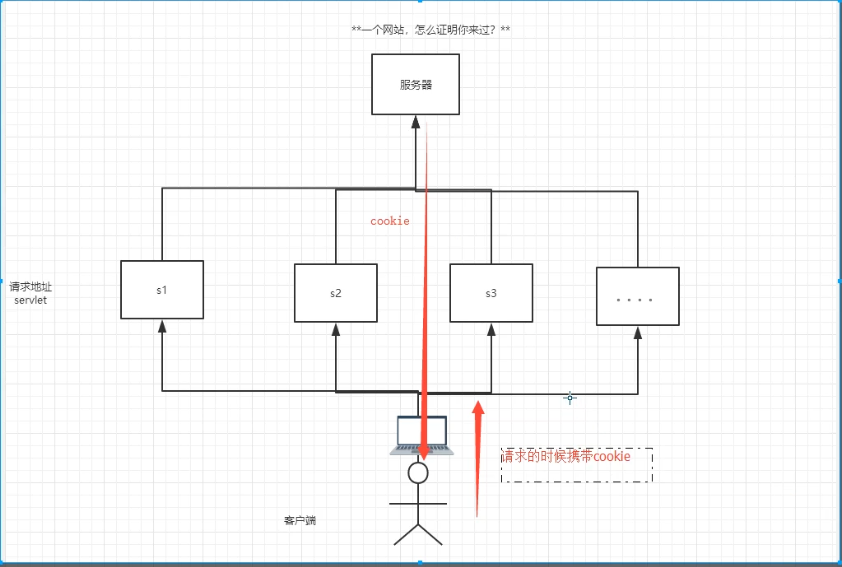 **一个网站，怎么证明你来过？**
服务器
cookie
请求地址
servlet
s1
s2
s3
....
请求的时候携带cookie
客户端